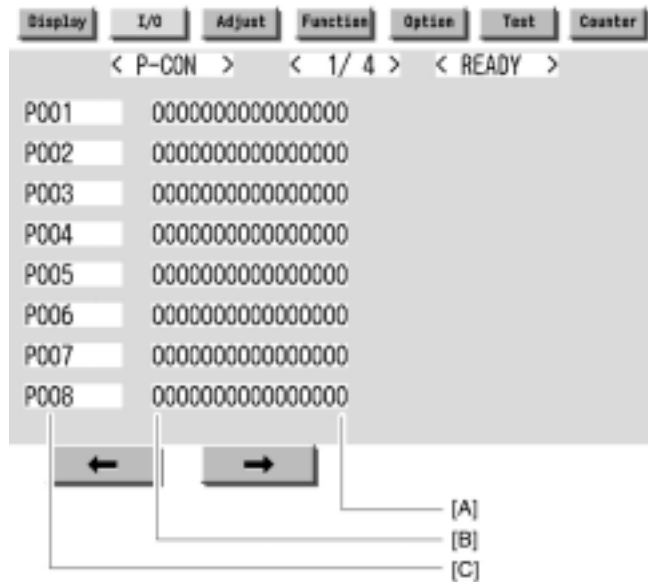 Display I/O Adjust Function Option Test Counter
< P-CON > < 1/ 4 > < READY >
P001 0000000000000000
P002 0000000000000000
P003 0000000000000000
P004 0000000000000000
P005 0000000000000000
P006 0000000000000000
P007 0000000000000000
P008 0000000000000000
[A]
[B]
[C]